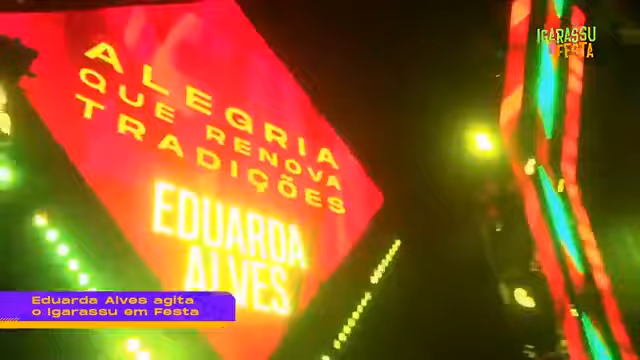 IGARASSU
FESTA
ALEGRIA
QUE RENOVA
TRADIÇÕES
EDUARDA
ALVES
Eduarda Alves agita
o Igarassu em Festa